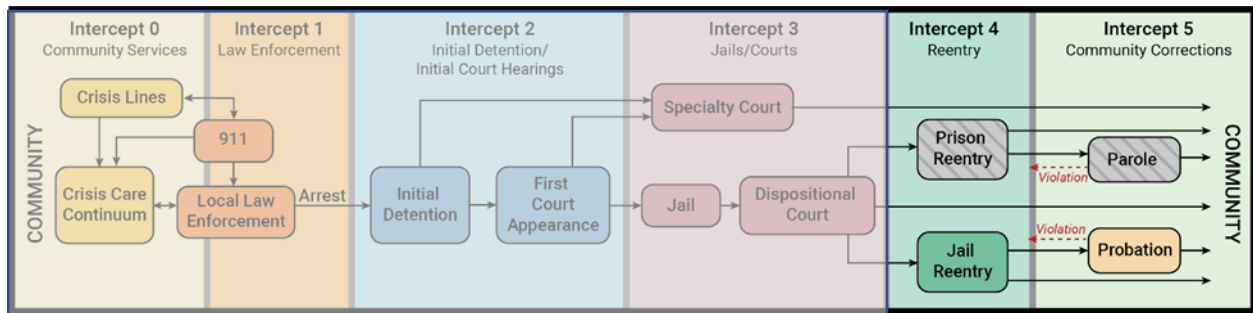 Intercept 0
Community Services
Intercept 1
Law Enforcement
Intercept 2
Initial Detention/
Initial Court Hearings
Intercept 3
Jails/Courts
Intercept 4
Reentry
Intercept 5
Community Corrections
COMMUNITY
Crisis Lines
911
Crisis Care
Continuum
Local Law
Enforcement
Arrest
Initial
Detention
First
Court
Appearance
Specialty Court
Jail
Dispositional
Court
Prison
Reentry
Violation
Parole
Jail
Reentry
Violation
Probation
COMMUNITY